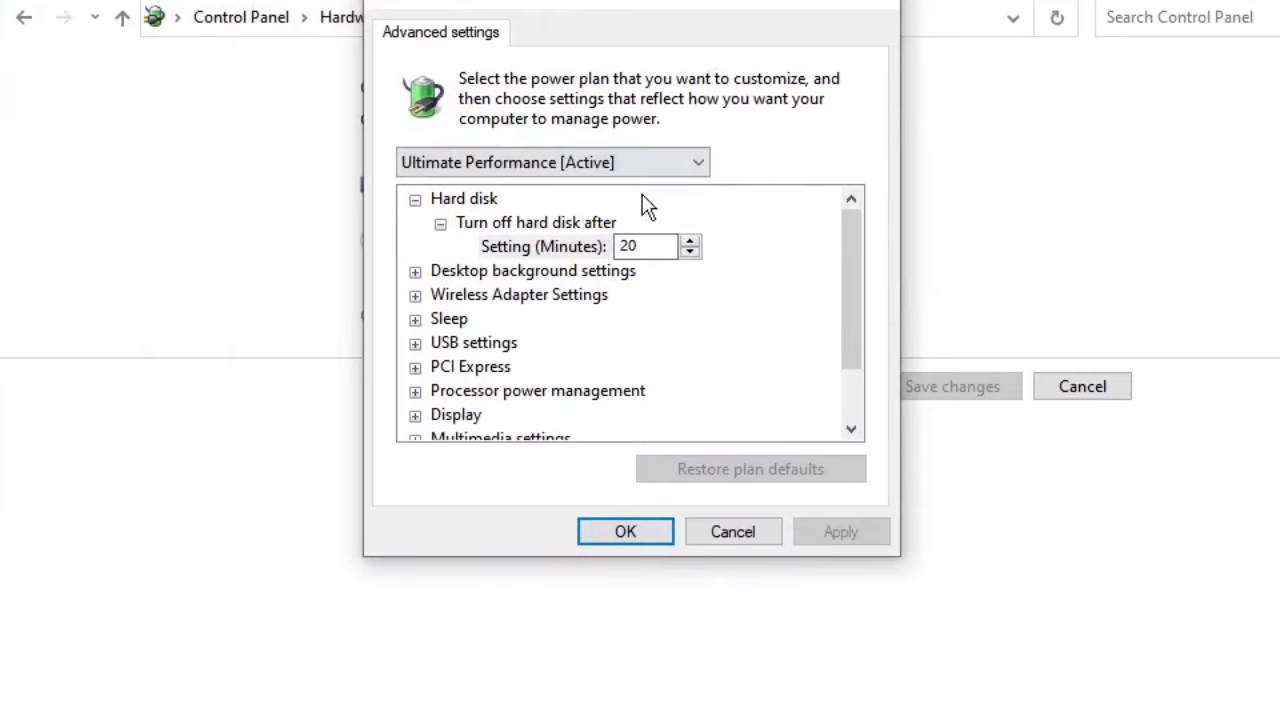 Control Panel
Hardw
Search Control Panel
Advanced settings
Select the power plan that you want to customize, and
then choose settings that reflect how you want your
computer to manage power.
Ultimate Performance [Active]
Hard disk
Turn off hard disk after
Setting (Minutes): 20
Desktop background settings
Wireless Adapter Settings
Sleep
USB settings
PCI Express
Processor power management
Display
Multimedia settings
Restore plan defaults
Save changes
Cancel
OK
Cancel
Apply